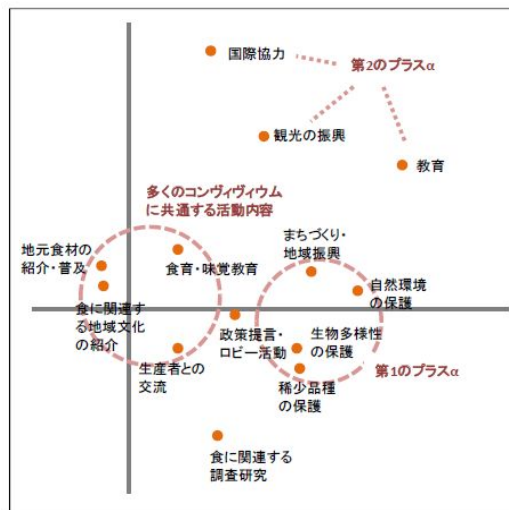 国際協力
第2のプラスα
観光の振興
教育
多くのコンヴィヴィウム
に共通する活動内容
地元食材の
紹介・普及
食育・味覚教育
まちづくり・
地域振興
自然環境
の保護
食に関連す
る地域文化
の紹介
政策提言・
ロビー活動
生物多様性
の保護
生産者との
交流
稀少品種
の保護
第1のプラスα
食に関連する
調査研究